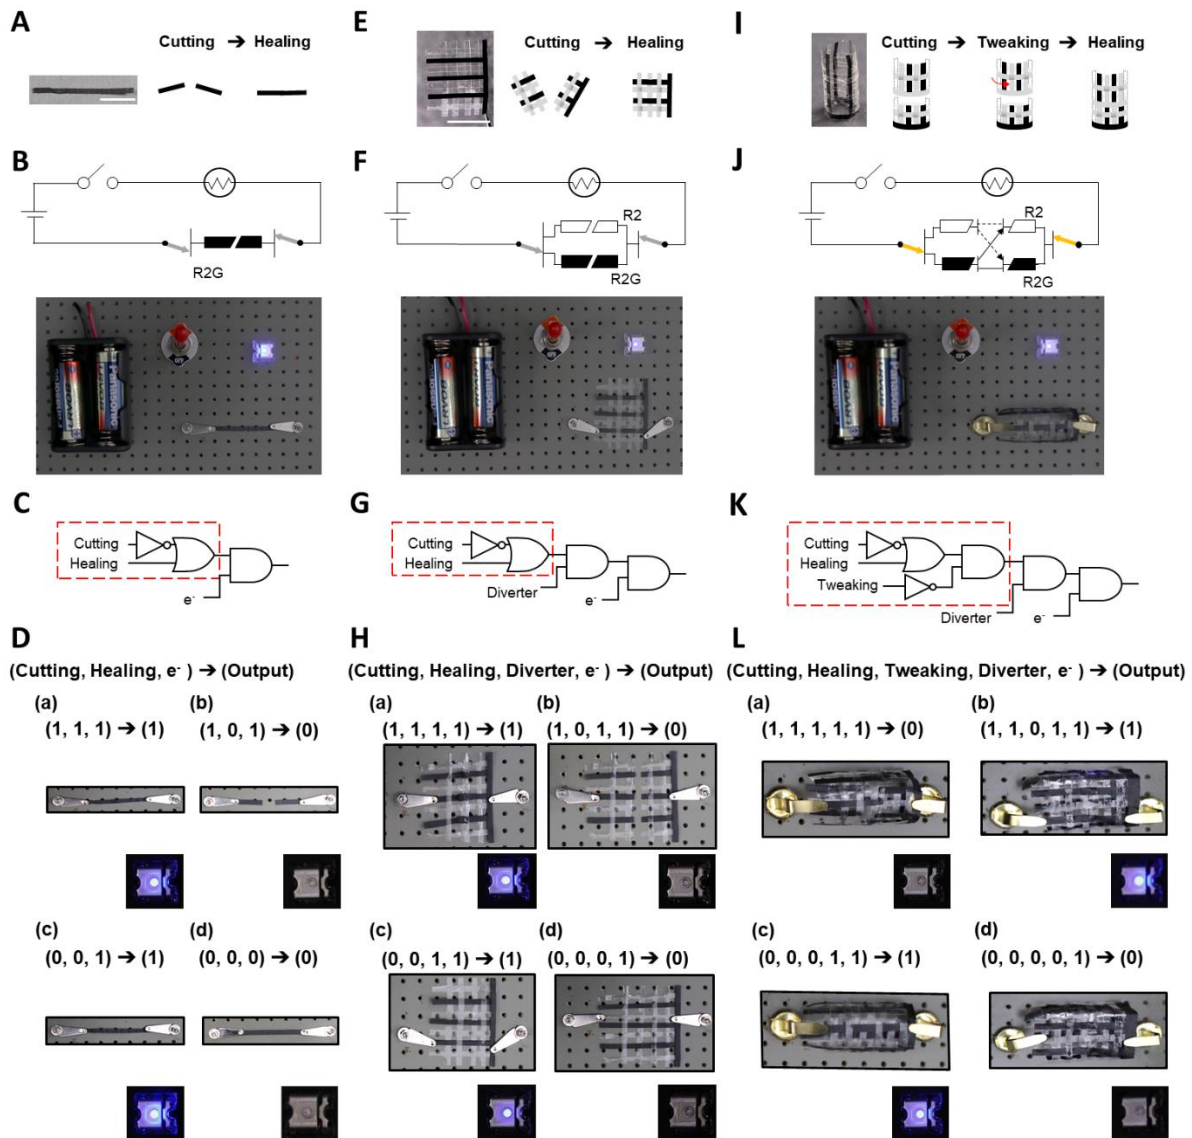 A
Cutting ➔ Healing
E
Cutting ➔ Healing
I
Cutting ➔ Tweaking ➔ Healing
B
R2G
F
R2
R2G
J
R2
R2G
Panasonic
Panasonic
C
Cutting
Healing
e-
G
Cutting
Healing
Diverter
e-
K
Cutting
Healing
Tweaking
Diverter
e-
D
(Cutting, Healing, e- ) ➔ (Output)
(a)
(1, 1, 1) ➔ (1)
(b)
(1, 0, 1) ➔ (0)
(c)
(0, 0, 1) ➔ (1)
(d)
(0, 0, 0) ➔ (0)
H
(Cutting, Healing, Diverter, e- ) ➔ (Output)
(a)
(1, 1, 1, 1) ➔ (1)
(b)
(1, 0, 1, 1) ➔ (0)
(c)
(0, 0, 1, 1) ➔ (1)
(d)
(0, 0, 0, 1) ➔ (0)
L
(Cutting, Healing, Tweaking, Diverter, e- ) ➔ (Output)
(a)
(1, 1, 1, 1, 1) ➔ (0)
(b)
(1, 1, 0, 1, 1) ➔ (1)
(c)
(0, 0, 0, 1, 1) ➔ (1)
(d)
(0, 0, 0, 0, 1) ➔ (0)